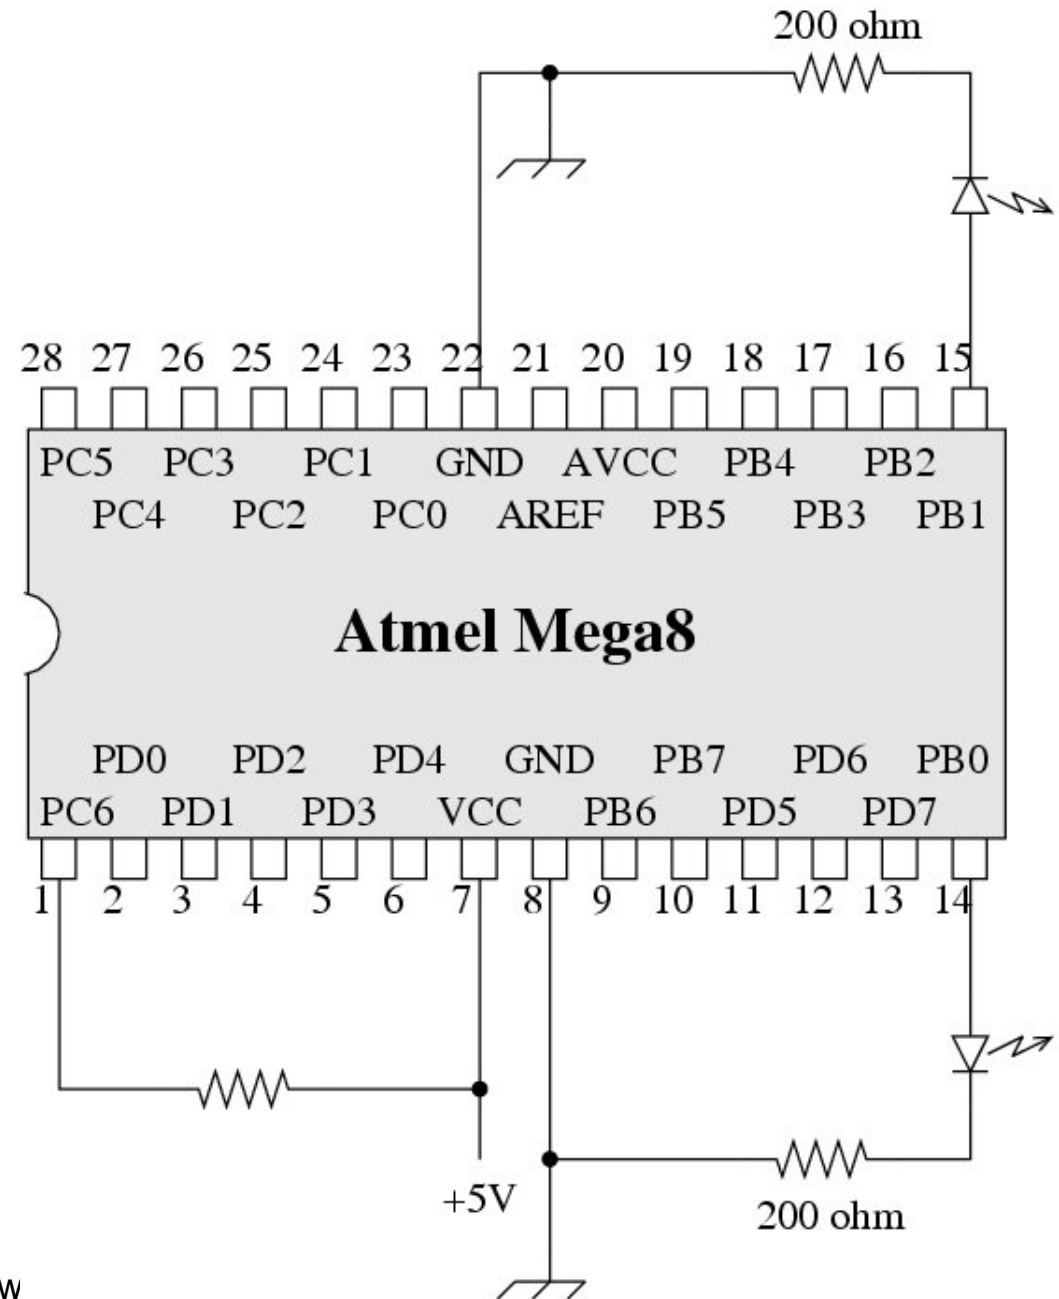 200 ohm
28 27 26 25 24 23 22 21 20 19 18 17 16 15
PC5 PC3 PC1 GND AVCC PB4 PB2
PC4 PC2 PC0 AREF PB5 PB3 PB1
Atmel Mega8
PD0 PD2 PD4 GND PB7 PD6 PB0
PC6 PD1 PD3 VCC PB6 PD5 PD7
1 2 3 4 5 6 7 8 9 10 11 12 13 14
+5V
200 ohm
w